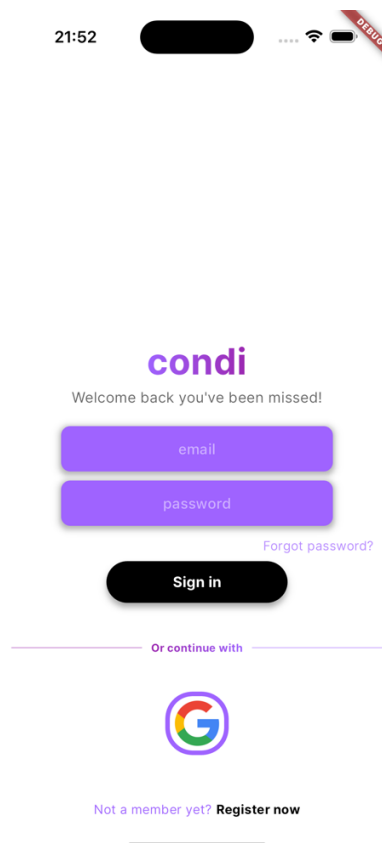 21:52
DEBUG
condi
Welcome back you've been missed!
email
password
Forgot password?
Sign in
Or continue with
G
Not a member yet? Register now